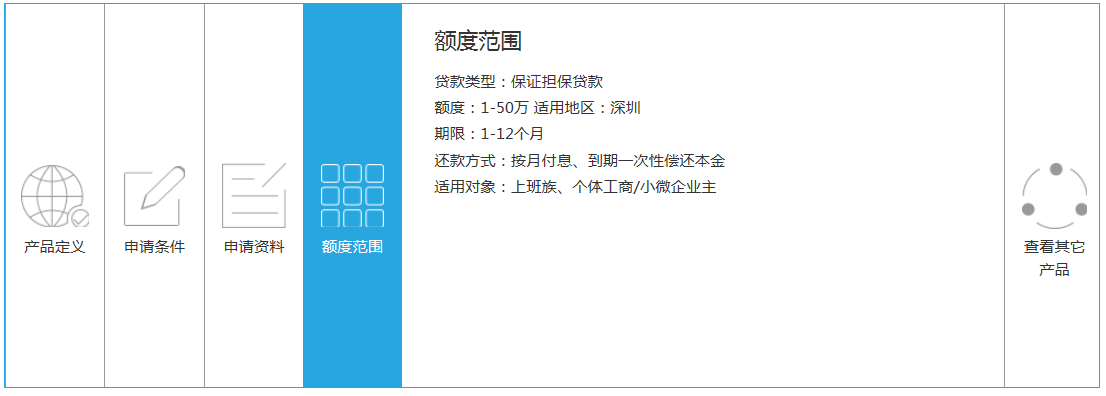 额度范围
贷款类型：保证担保贷款
额度：1-50万 适用地区：深圳
期限：1-12个月
还款方式：按月付息、到期一次性偿还本金
适用对象：上班族、个体工商/小微企业主
产品定义
申请条件
申请资料
额度范围
查看其它
产品